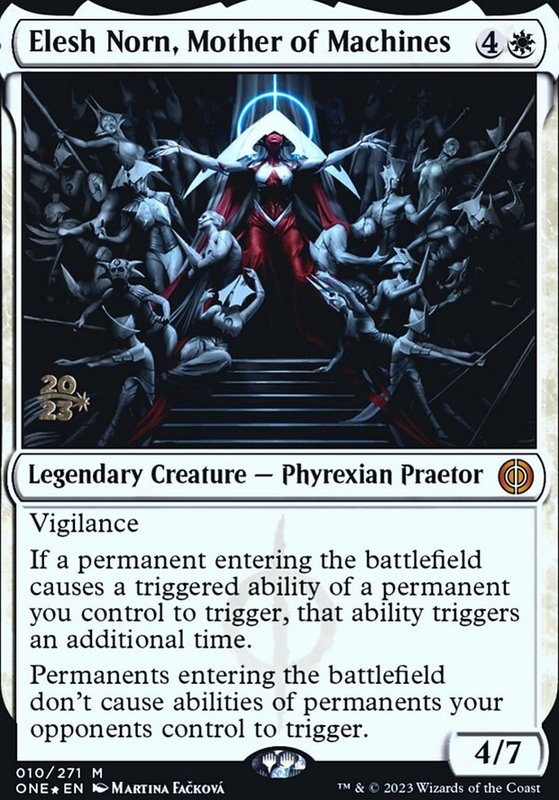 Elesh Norn, Mother of Machines 4
20
23
Legendary Creature — Phyrexian Praetor
Vigilance
If a permanent entering the battlefield
causes a triggered ability of a permanent
you control to trigger, that ability triggers
an additional time.
Permanents entering the battlefield
don't cause abilities of permanents your
opponents control to trigger.
4/7
010/271 M
ONE★EN Martina Fačková
™ & © 2023 Wizards of the Coast